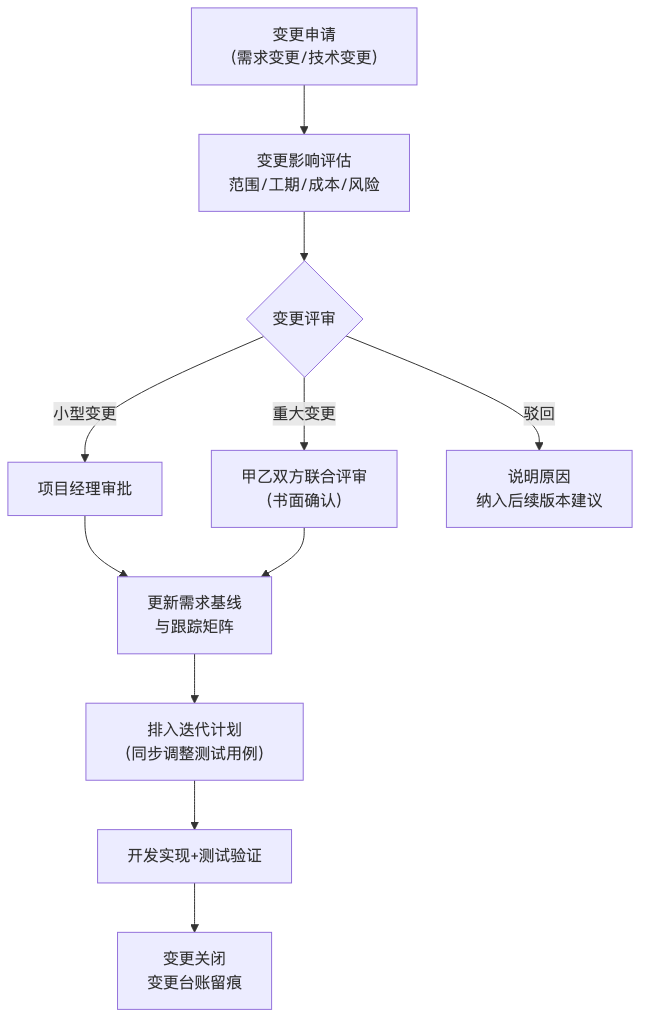 变更申请
(需求变更/技术变更)
变更影响评估
范围/工期/成本/风险
变更评审
小型变更
重大变更
驳回
项目经理审批
甲乙双方联合评审
(书面确认)
说明原因
纳入后续版本建议
更新需求基线
与跟踪矩阵
排入迭代计划
(同步调整测试用例)
开发实现+测试验证
变更关闭
变更台账留痕